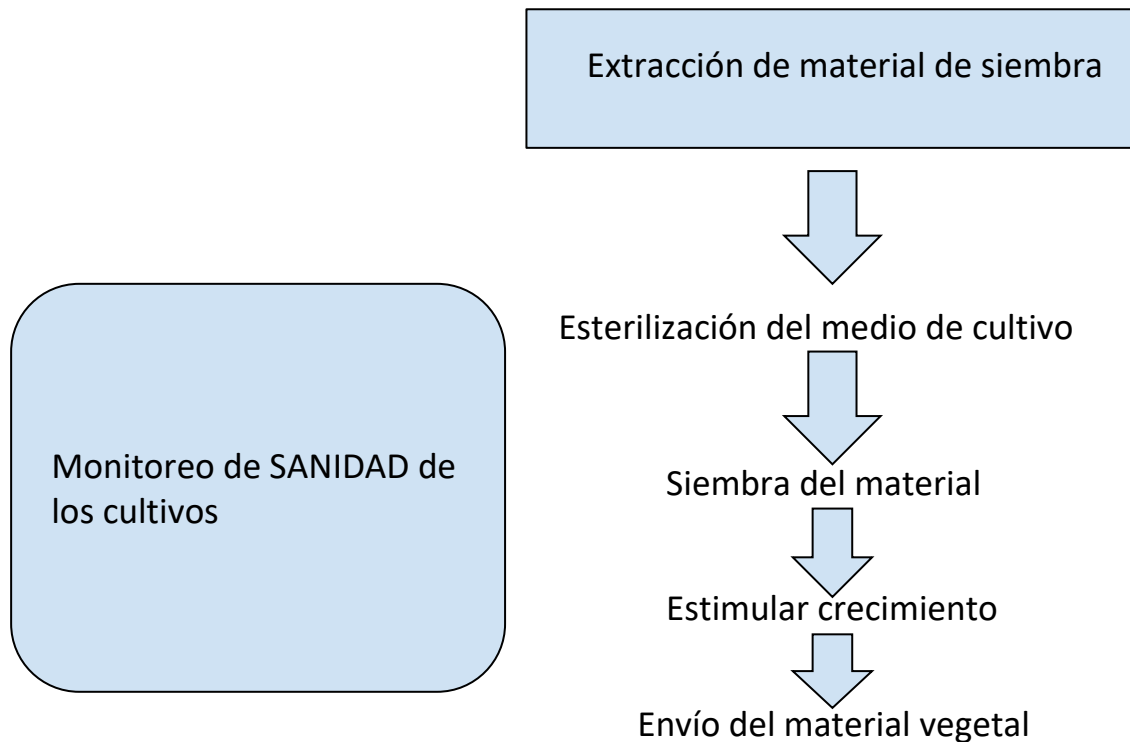 Extracción de material de siembra
Esterilización del medio de cultivo
Monitoreo de SANIDAD de
los cultivos
Siembra del material
Estimular crecimiento
Envío del material vegetal